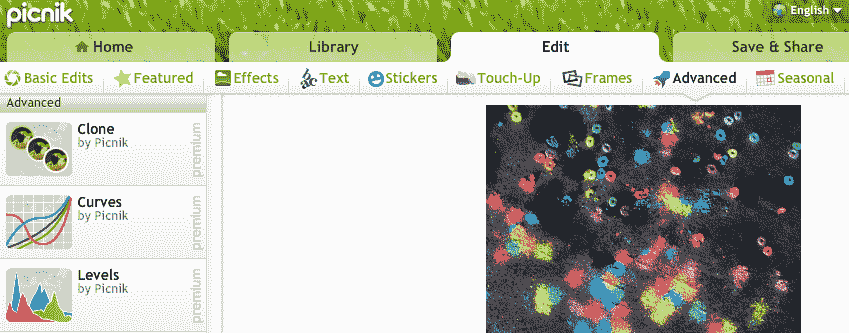 picnik
English
Home
Library
Edit
Save & Share
Basic Edits
Featured
Effects
Text
Stickers
Touch-Up
Frames
Advanced
Seasonal
Advanced
Clone
by Picnik
premium
Curves
by Picnik
premium
Levels
by Picnik
premium